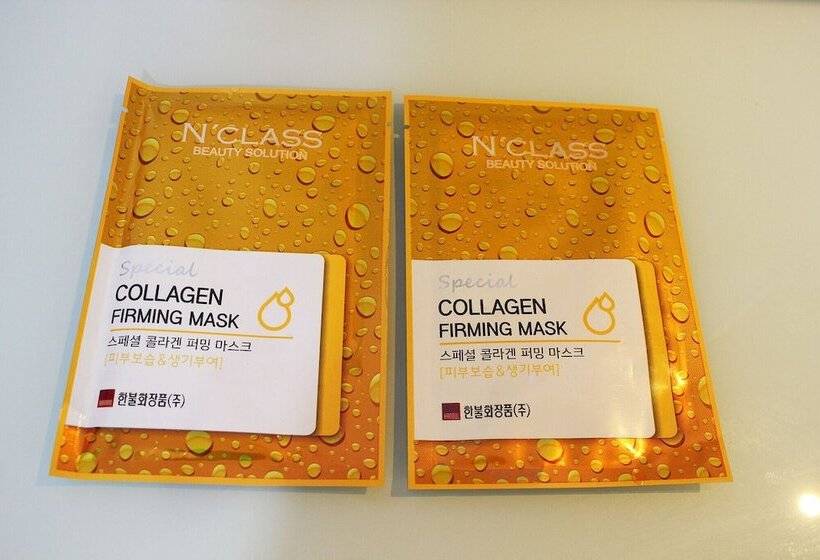 N'CLASS
BEAUTY SOLUTION
Special
COLLAGEN
FIRMING MASK
스페셜 콜라겐 퍼밍 마스크
[피부보습&생기부여]
한불화장품(주)
N'CLASS
BEAUTY SOLUTION
Special
COLLAGEN
FIRMING MASK
스페셜 콜라겐 퍼밍 마스크
[피부보습&생기부여]
한불화장품(주)